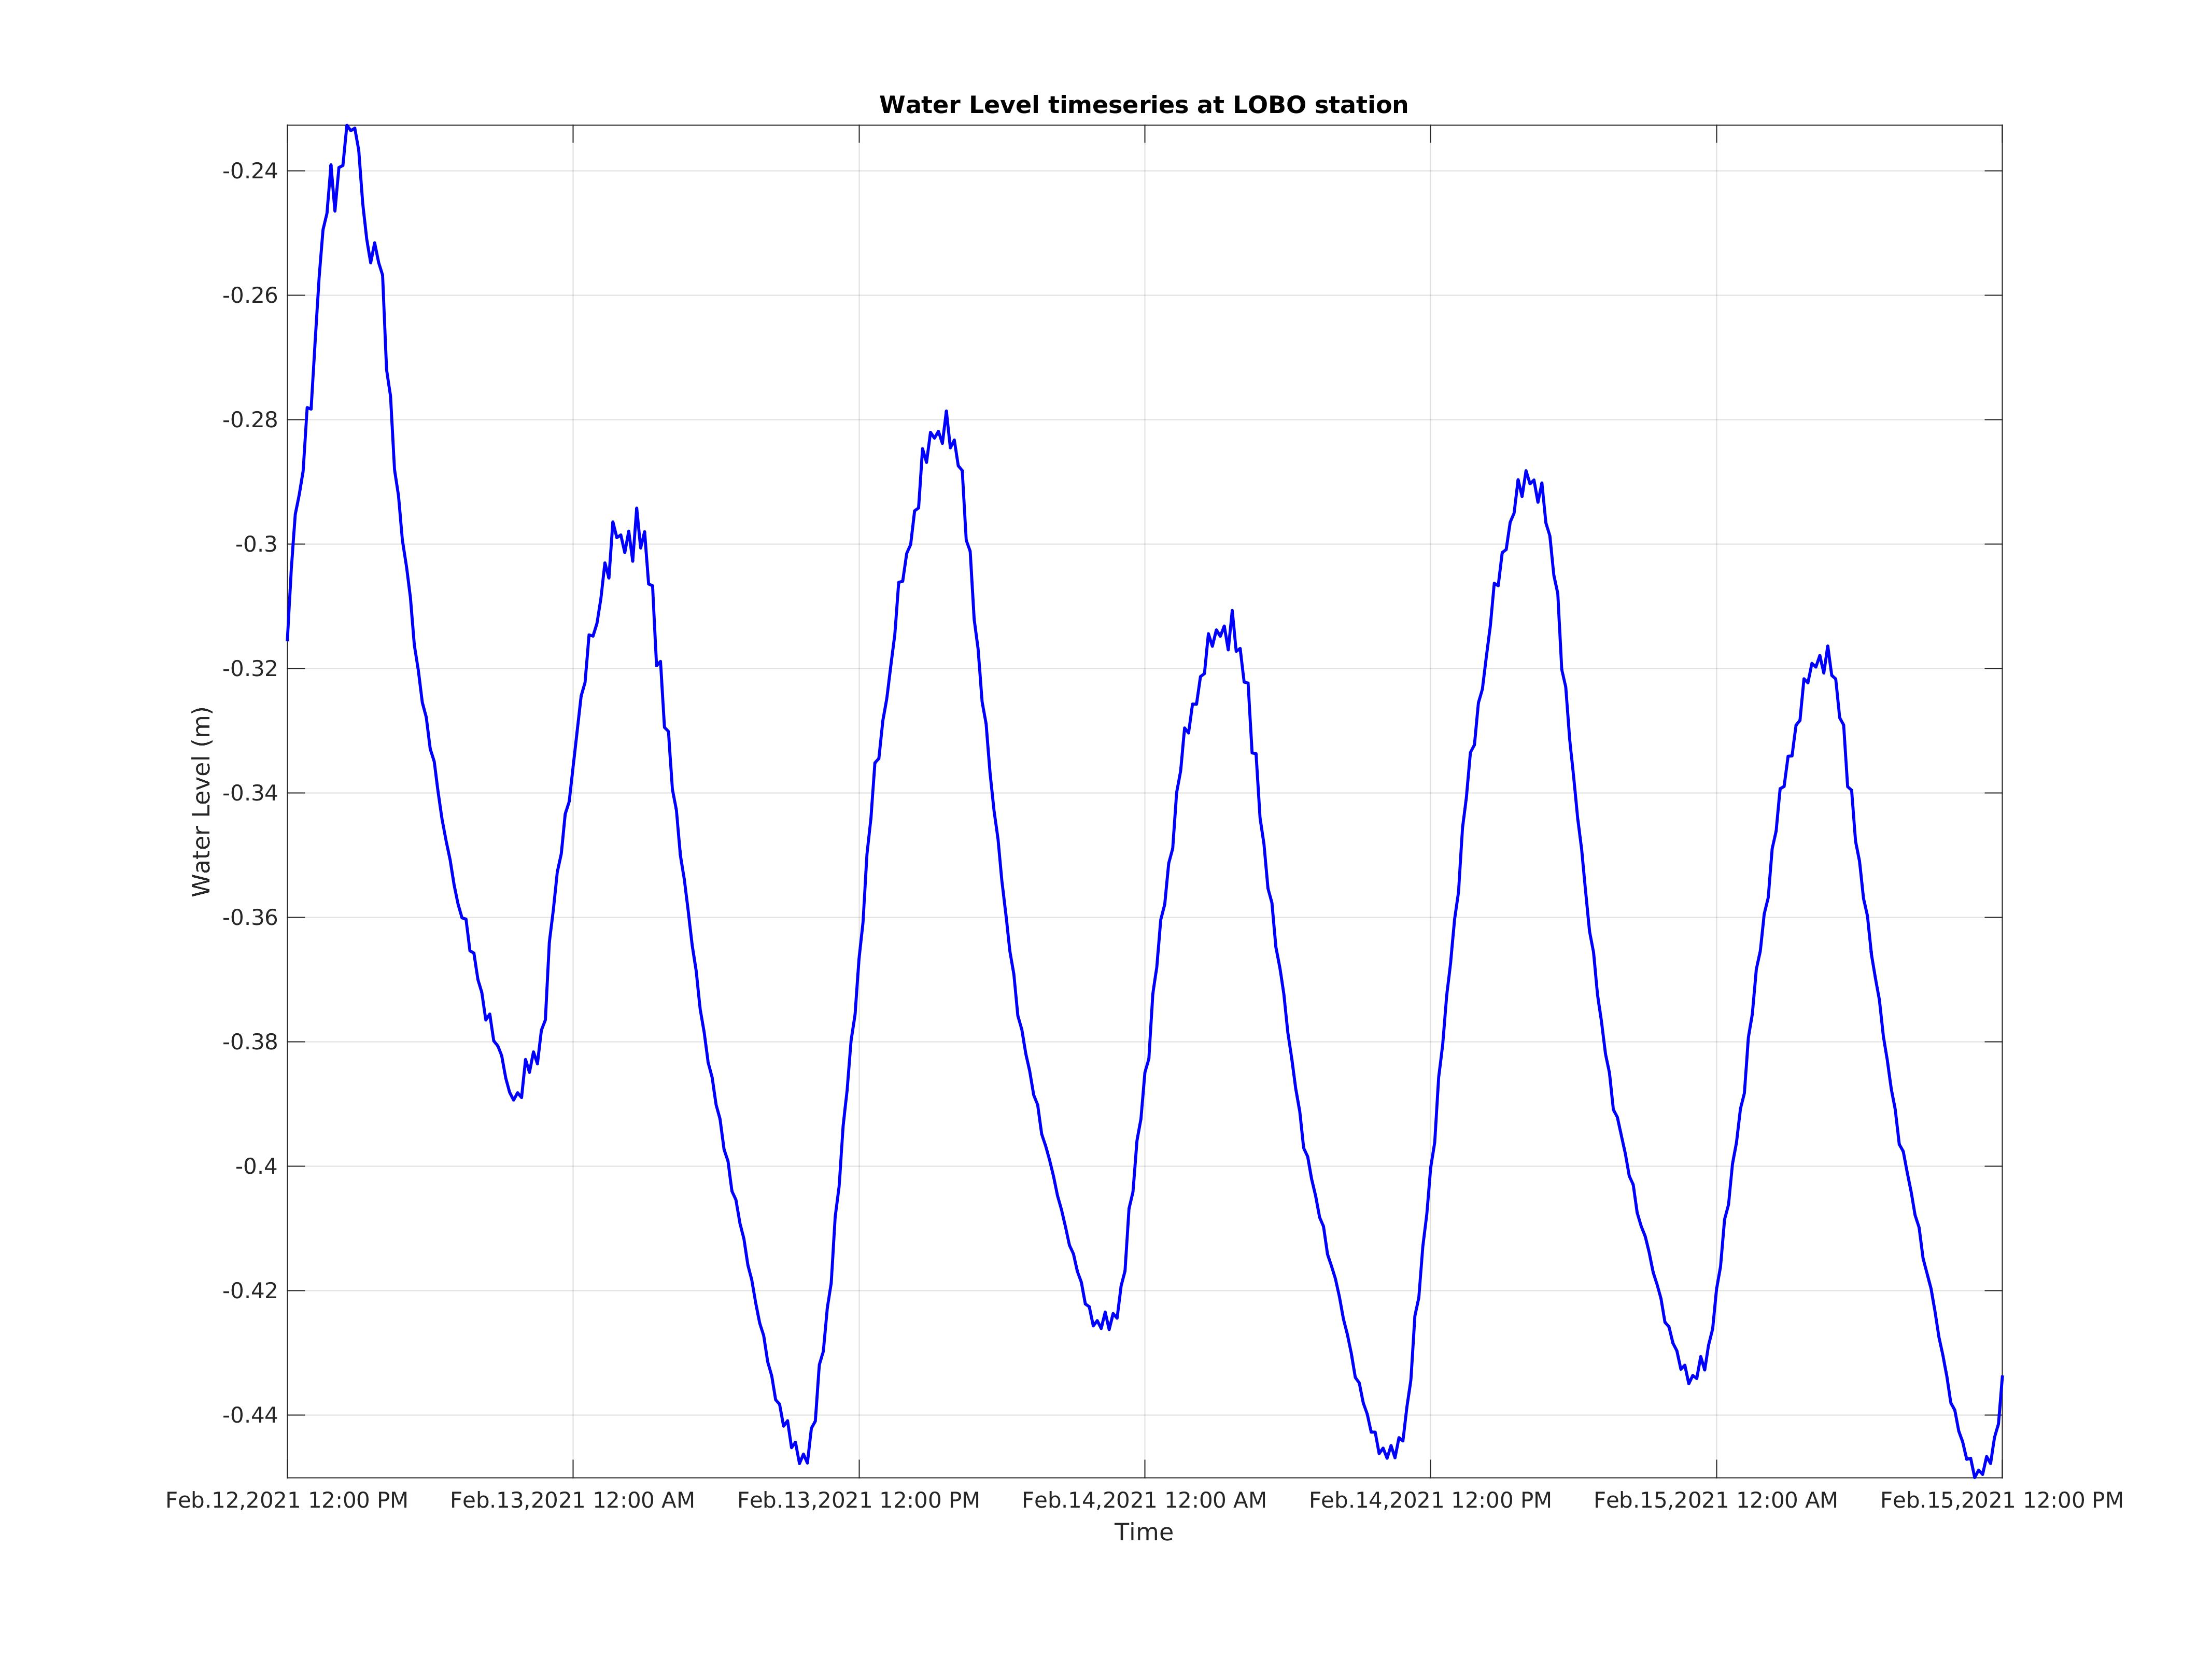 Water Level timeseries at LOBO station
-0.24
-0.26
-0.28
-0.3
-0.32
-0.34
-0.36
-0.38
-0.4
-0.42
-0.44
Water Level (m)
Feb.12,2021 12:00 PM
Feb.13,2021 12:00 AM
Feb.13,2021 12:00 PM
Feb.14,2021 12:00 AM
Feb.14,2021 12:00 PM
Feb.15,2021 12:00 AM
Feb.15,2021 12:00 PM
Time